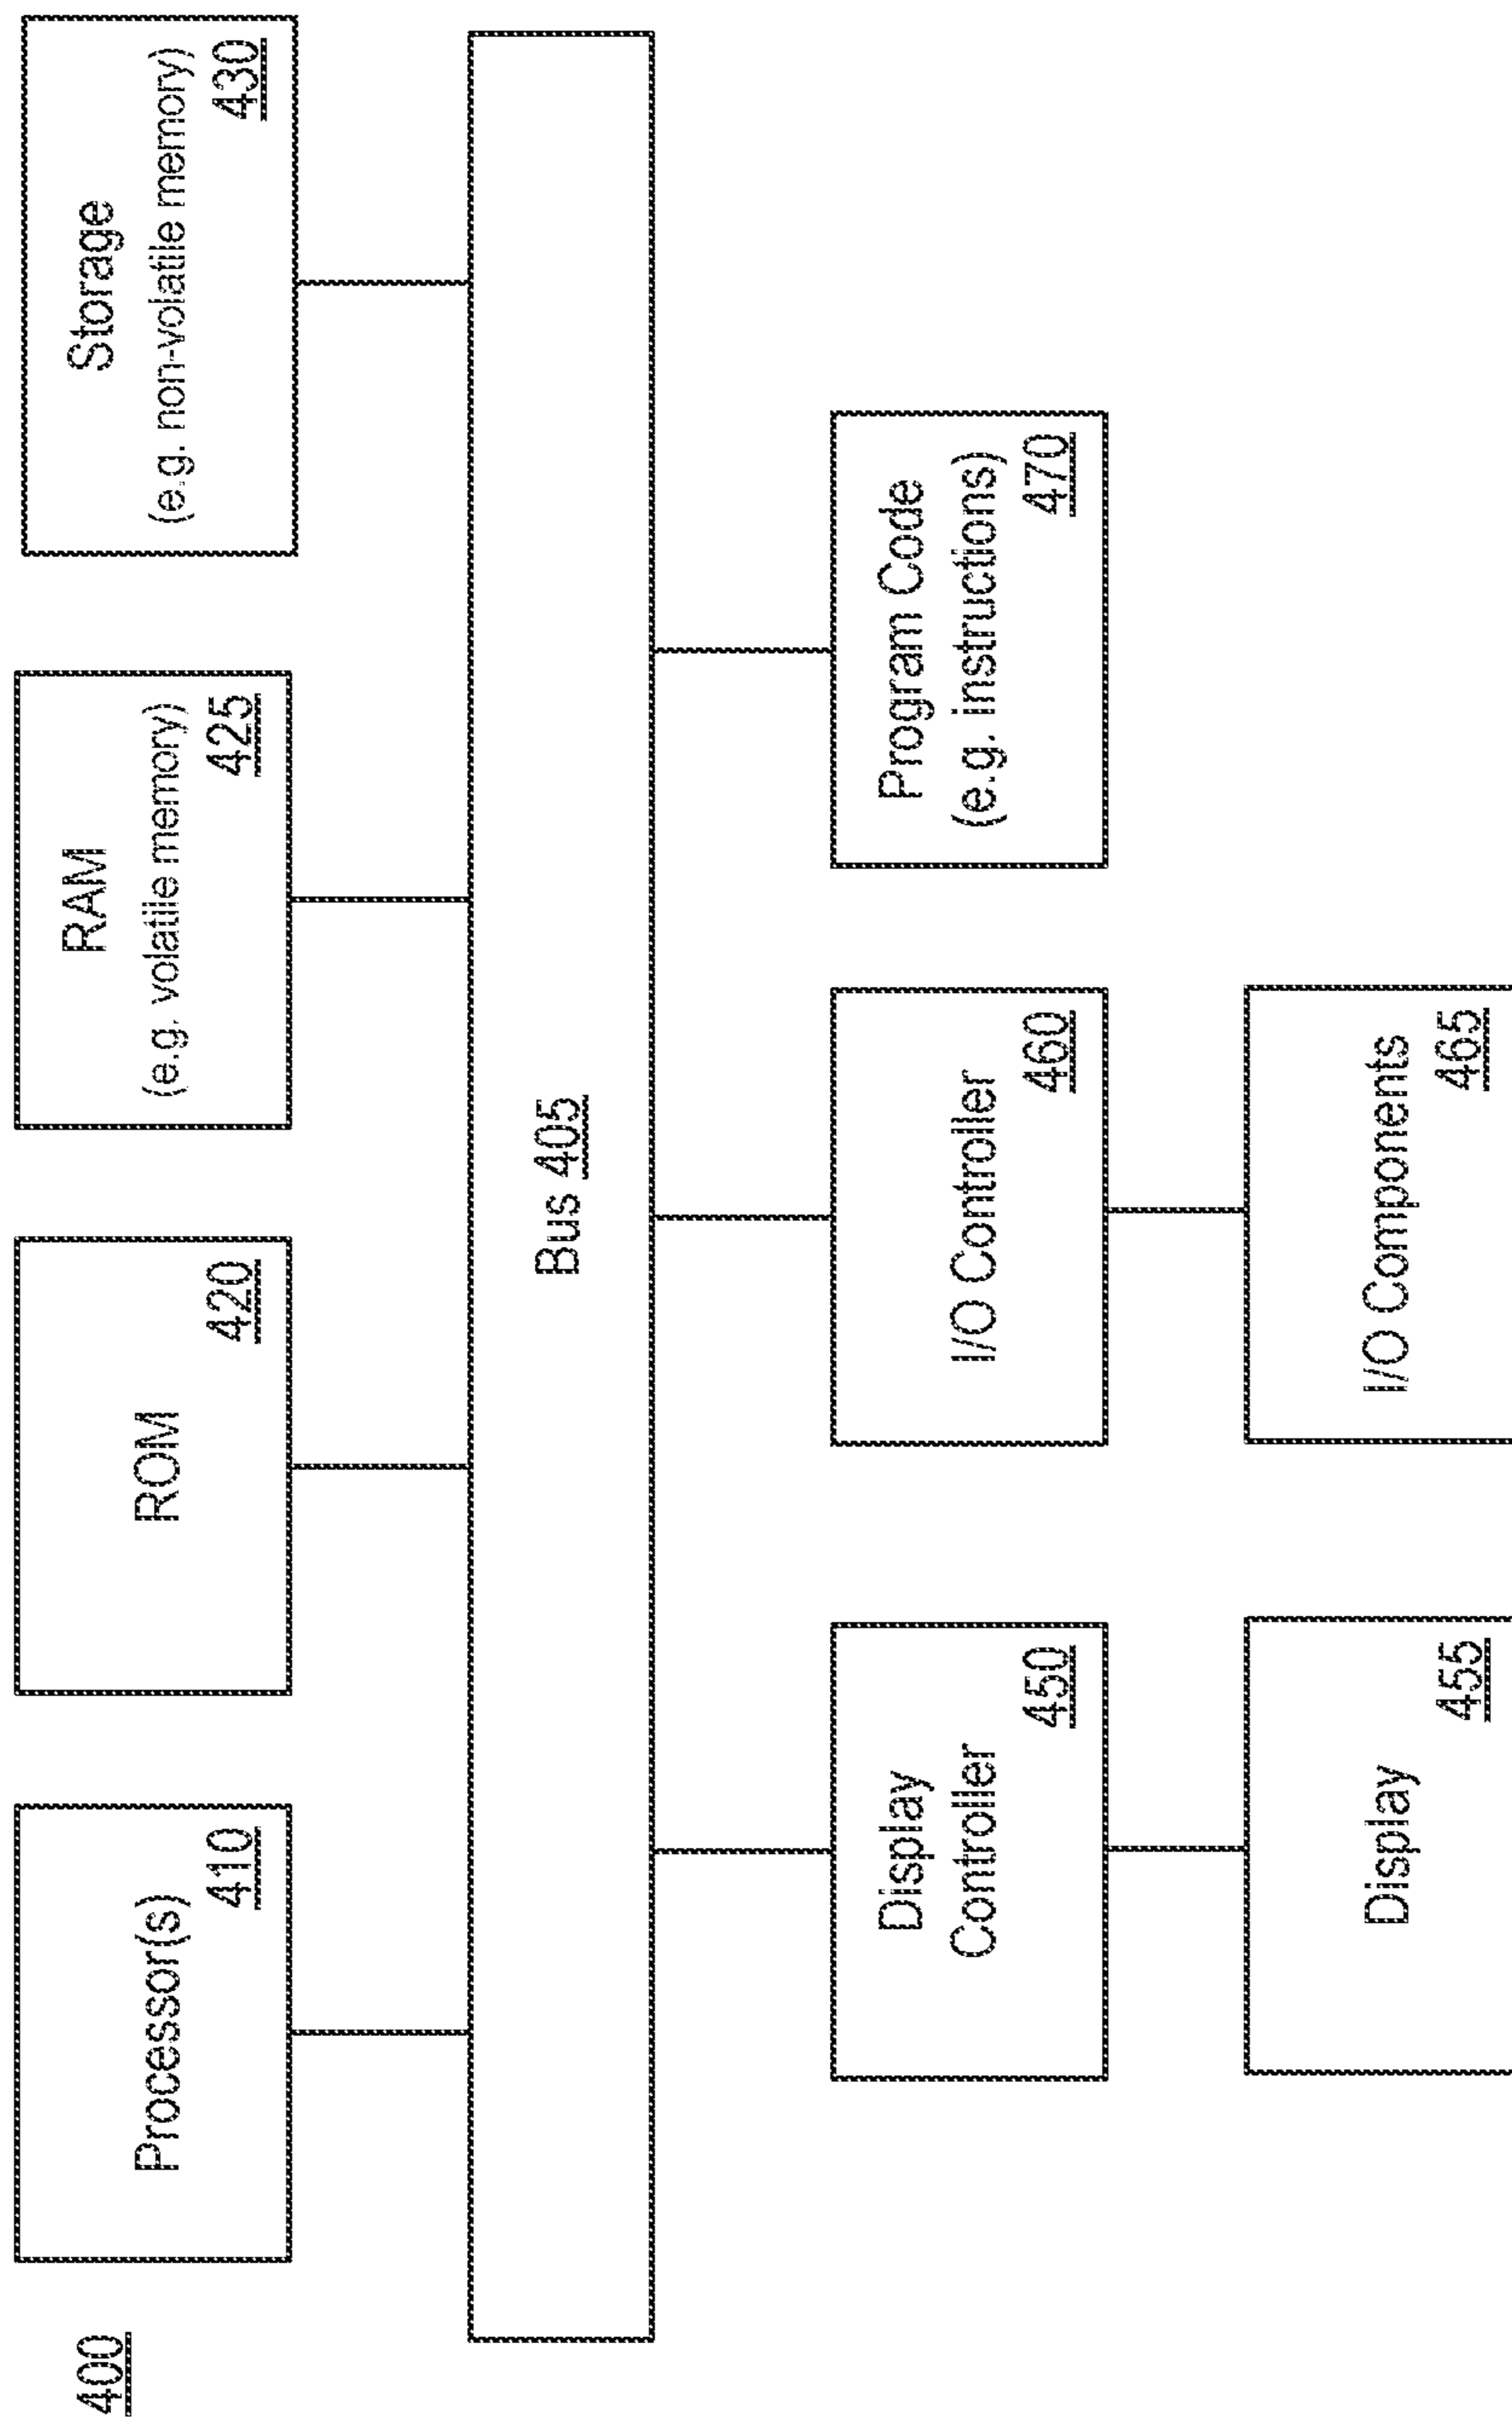 400
Processor(s)
410
ROM
420
RAM
(e.g. volatile memory)
425
Storage
(e.g. non-volatile memory)
430
Bus 405
Display
Controller
450
I/O Controller
460
Program Code
(e.g. instructions)
470
Display
455
I/O Components
465